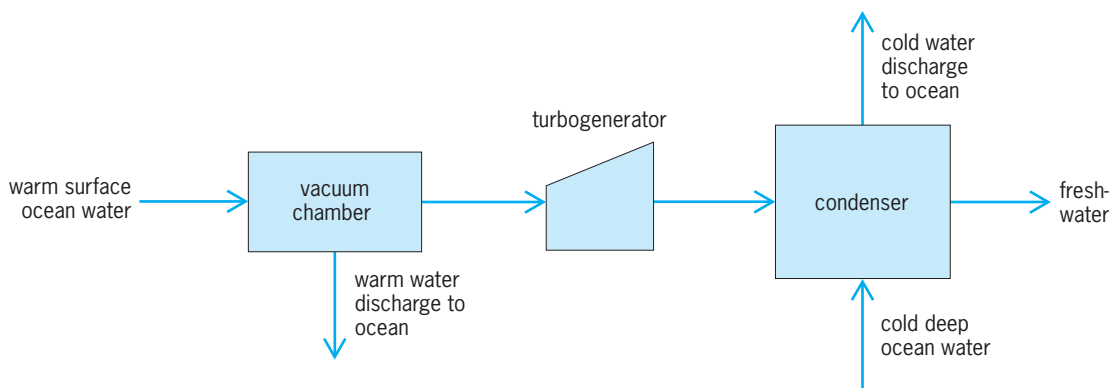 cold water
discharge
to ocean
turbogenerator
warm surface
ocean water
vacuum
chamber
condenser
fresh-
water
warm water
discharge to
ocean
cold deep
ocean water